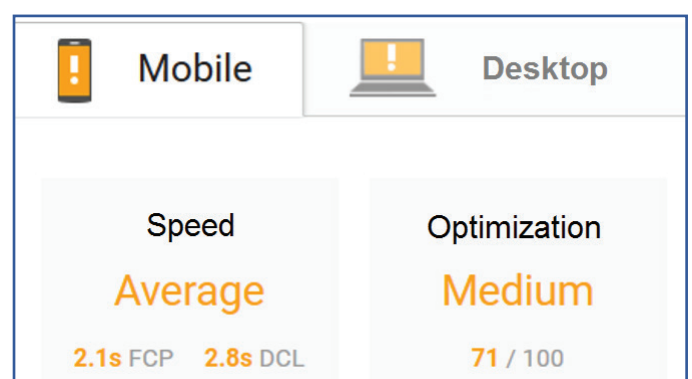 Mobile Desktop
Speed
Average
2.1s FCP 2.8s DCL
Optimization
Medium
71 / 100